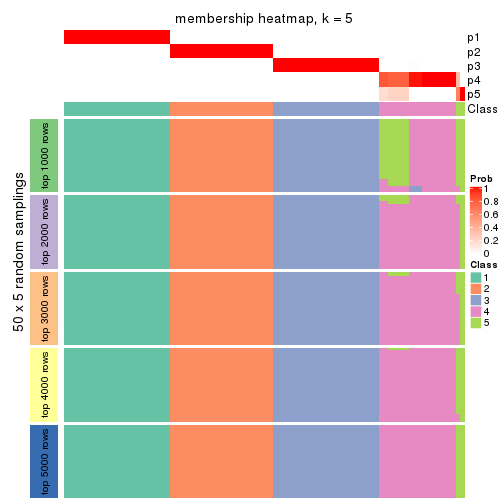 membership heatmap, k = 5
p1
p2
p3
p4
p5
Class
50 x 5 random samplings
top 1000 rows
top 2000 rows
top 3000 rows
top 4000 rows
top 5000 rows
Prob
1
0.8
0.6
0.4
0.2
0
Class
1
2
3
4
5